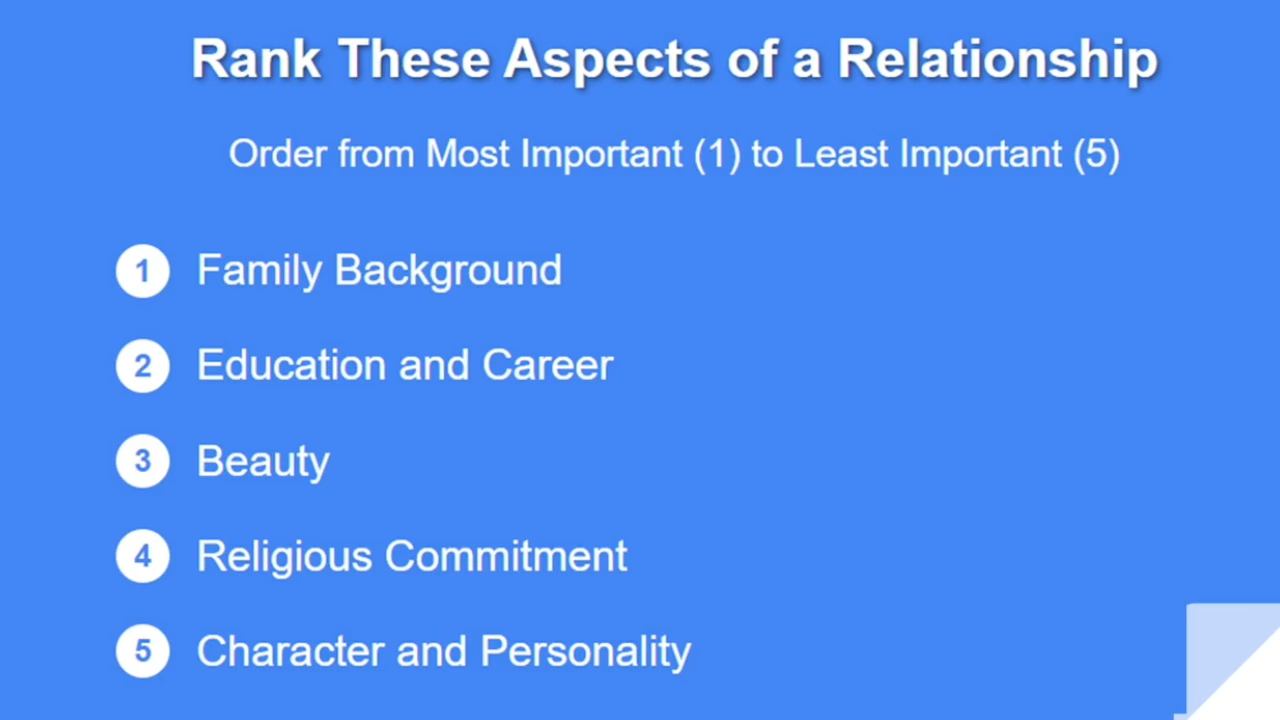 Rank These Aspects of a Relationship
Order from Most Important (1) to Least Important (5)
1 Family Background
2 Education and Career
3 Beauty
4 Religious Commitment
5 Character and Personality